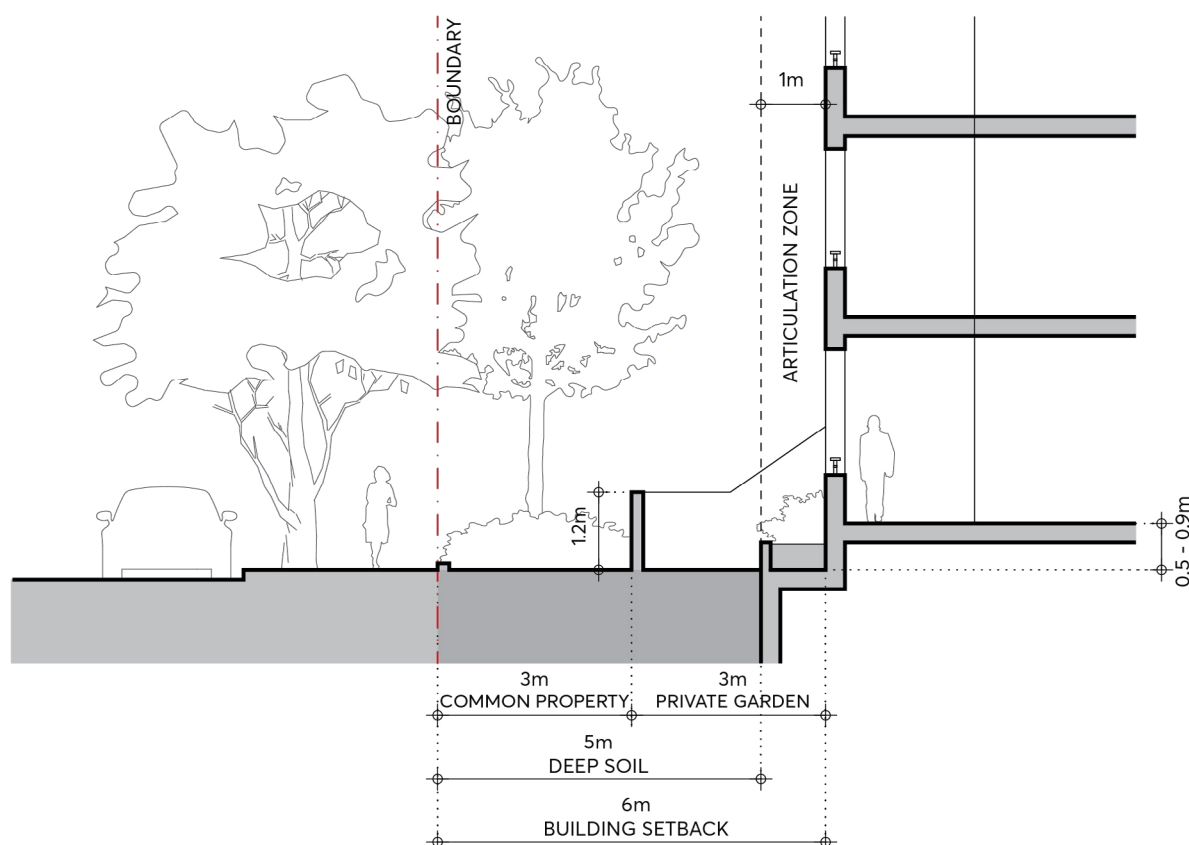 BOUNDARY
1m
ARTICULATION ZONE
1.2m
0.5 - 0.9m
3m
COMMON PROPERTY
3m
PRIVATE GARDEN
5m
DEEP SOIL
6m
BUILDING SETBACK